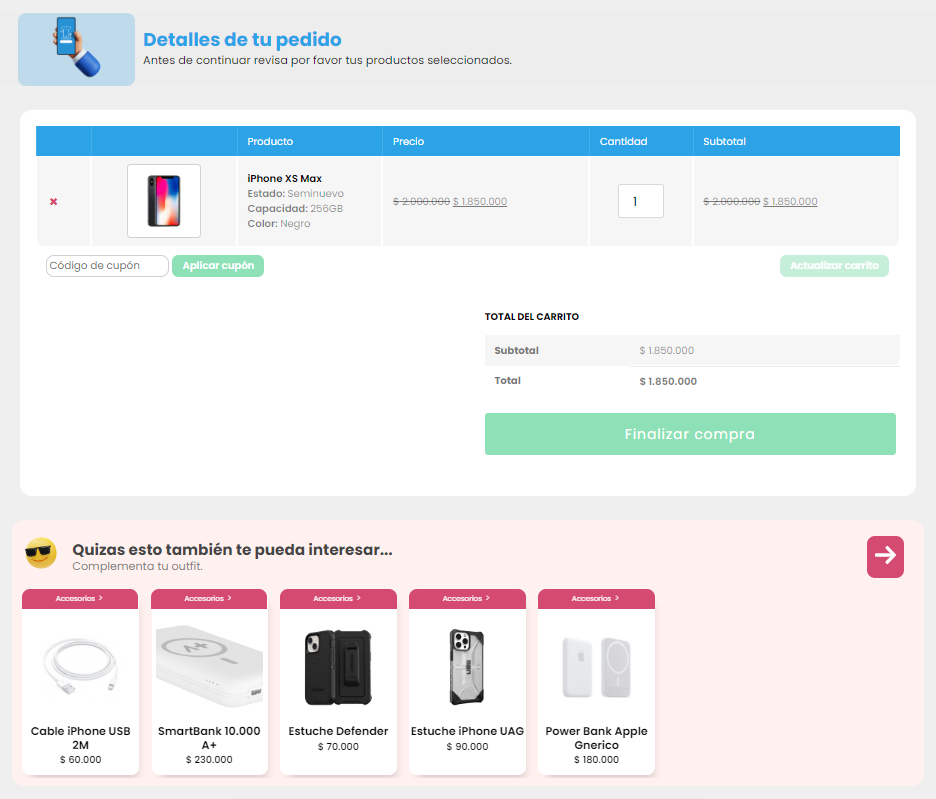 Detalles de tu pedido
Antes de continuar revisa por favor tus productos seleccionados.
Producto Precio Cantidad Subtotal
iPhone XS Max
Estado: Seminuevo
Capacidad: 256GB
Color: Negro
$ 2.000.000 $ 1.850.000 1 $ 2.000.000 $ 1.850.000
Código de cupón Aplicar cupón Actualizar carrito
TOTAL DEL CARRITO
Subtotal $ 1.850.000
Total $ 1.850.000
Finalizar compra
Quizas esto también te pueda interesar...
Complementa tu outfit.
Accesorios > Accesorios > Accesorios > Accesorios > Accesorios >
Cable iPhone USB 2M
$ 60.000
SmartBank 10.000 A+
$ 230.000
Estuche Defender
$ 70.000
Estuche iPhone UAG
$ 90.000
Power Bank Apple Gnerico
$ 180.000